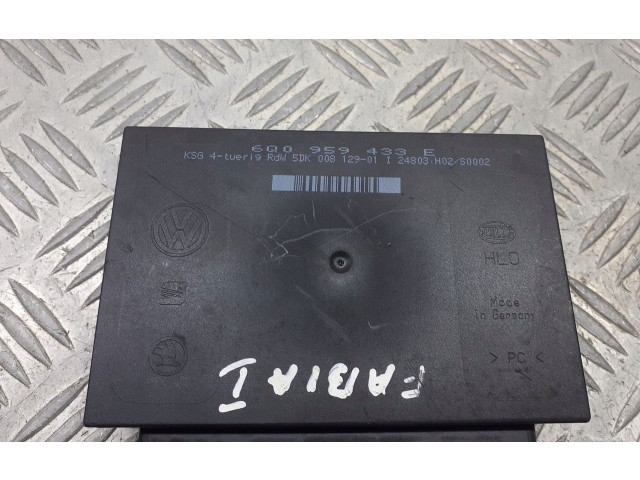 6Q0 959 433 E
KSG 4-tuerig RdW 5DK 008 129-01 I 24803:H02/S0002
HELLA
HLO
Made
in Germany
> PC <
FABIA I